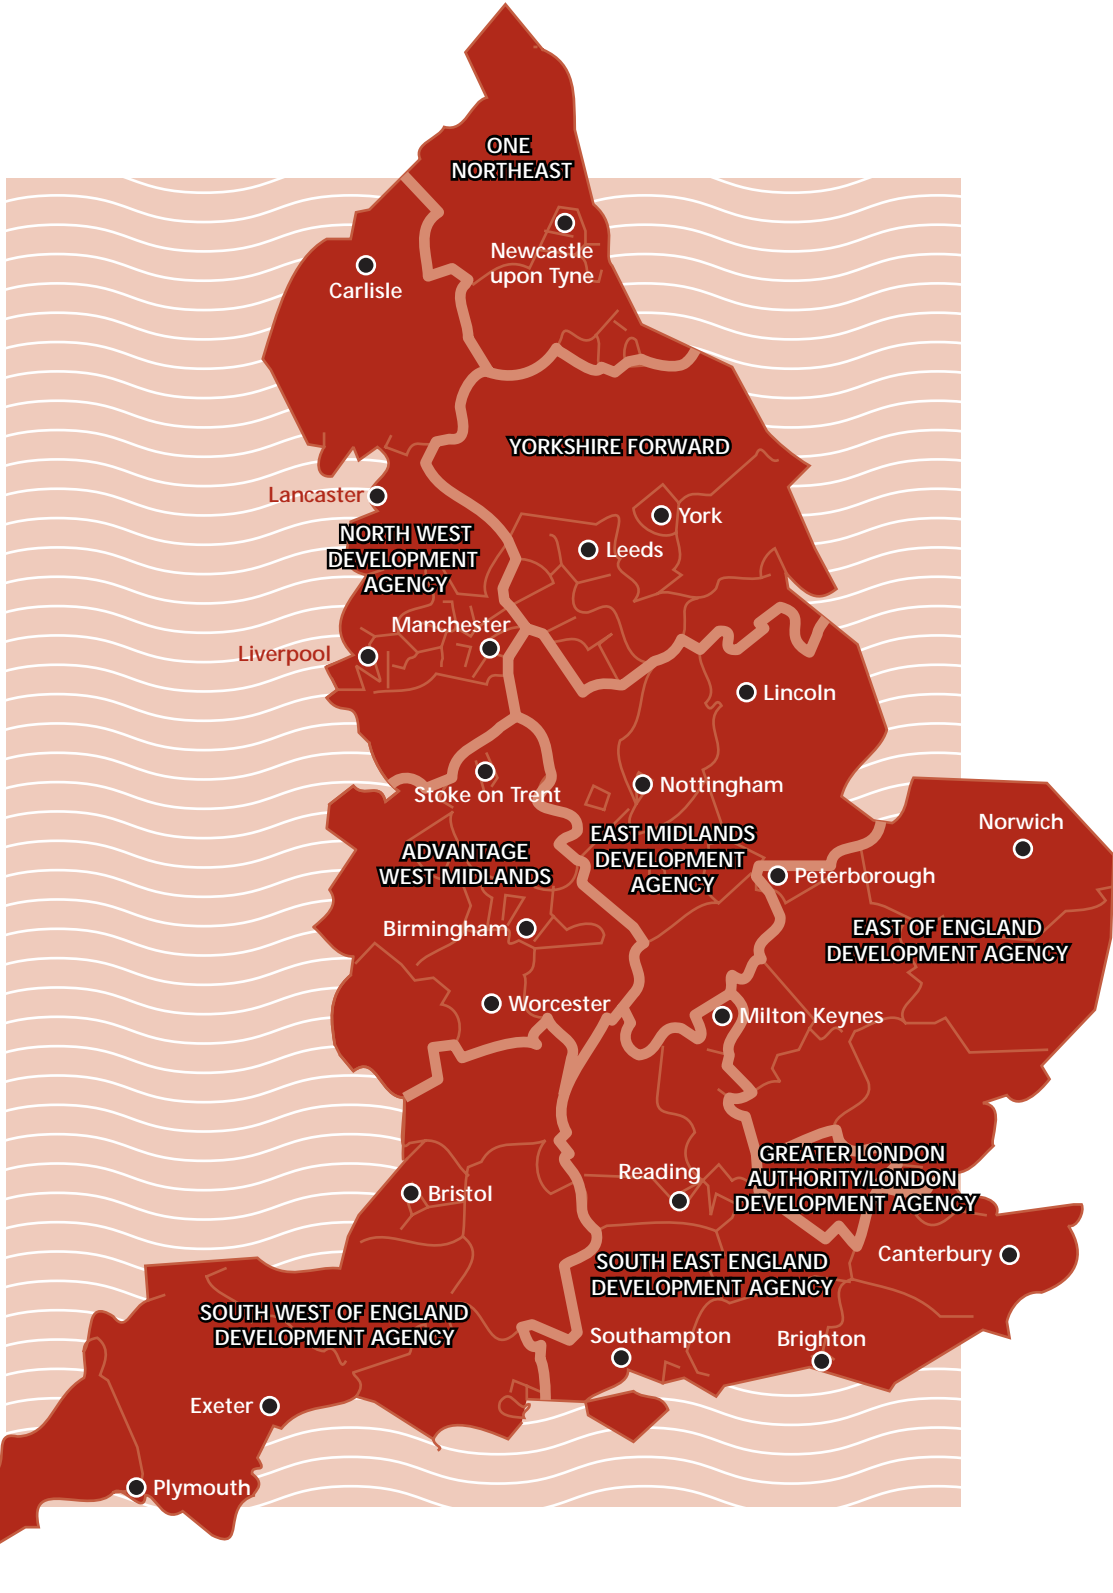 ONE
NORTHEAST
Newcastle
upon Tyne
Carlisle
YORKSHIRE FORWARD
Lancaster
York
NORTH WEST
DEVELOPMENT
AGENCY
Leeds
Manchester
Liverpool
Lincoln
Stoke on Trent
Nottingham
Norwich
EAST MIDLANDS
DEVELOPMENT
AGENCY
ADVANTAGE
WEST MIDLANDS
Peterborough
Birmingham
EAST OF ENGLAND
DEVELOPMENT AGENCY
Worcester
Milton Keynes
GREATER LONDON
AUTHORITY/LONDON
DEVELOPMENT AGENCY
Reading
Bristol
Canterbury
SOUTH EAST ENGLAND
DEVELOPMENT AGENCY
SOUTH WEST OF ENGLAND
DEVELOPMENT AGENCY
Southampton
Brighton
Exeter
Plymouth